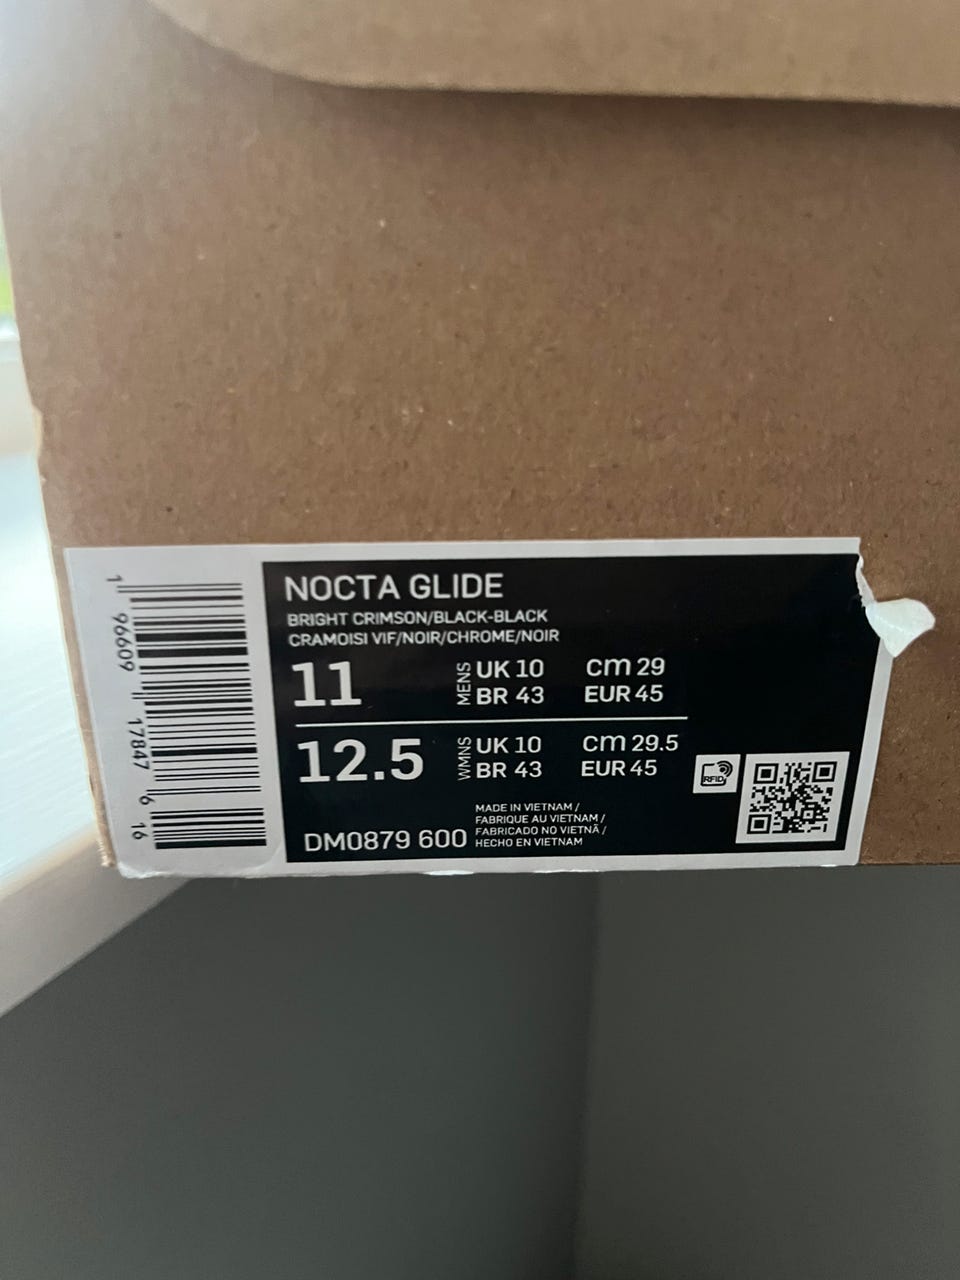 1 96609 17847 6 16
NOCTA GLIDE
BRIGHT CRIMSON/BLACK-BLACK
CRAMOISI VIF/NOIR/CHROME/NOIR
11 MENS UK 10 cm 29
BR 43 EUR 45
12.5 WMNS UK 10 cm 29.5
BR 43 EUR 45
RFID
DM0879 600
MADE IN VIETNAM /
FABRIQUE AU VIETNAM /
FABRICADO NO VIETNÃ /
HECHO EN VIETNAM